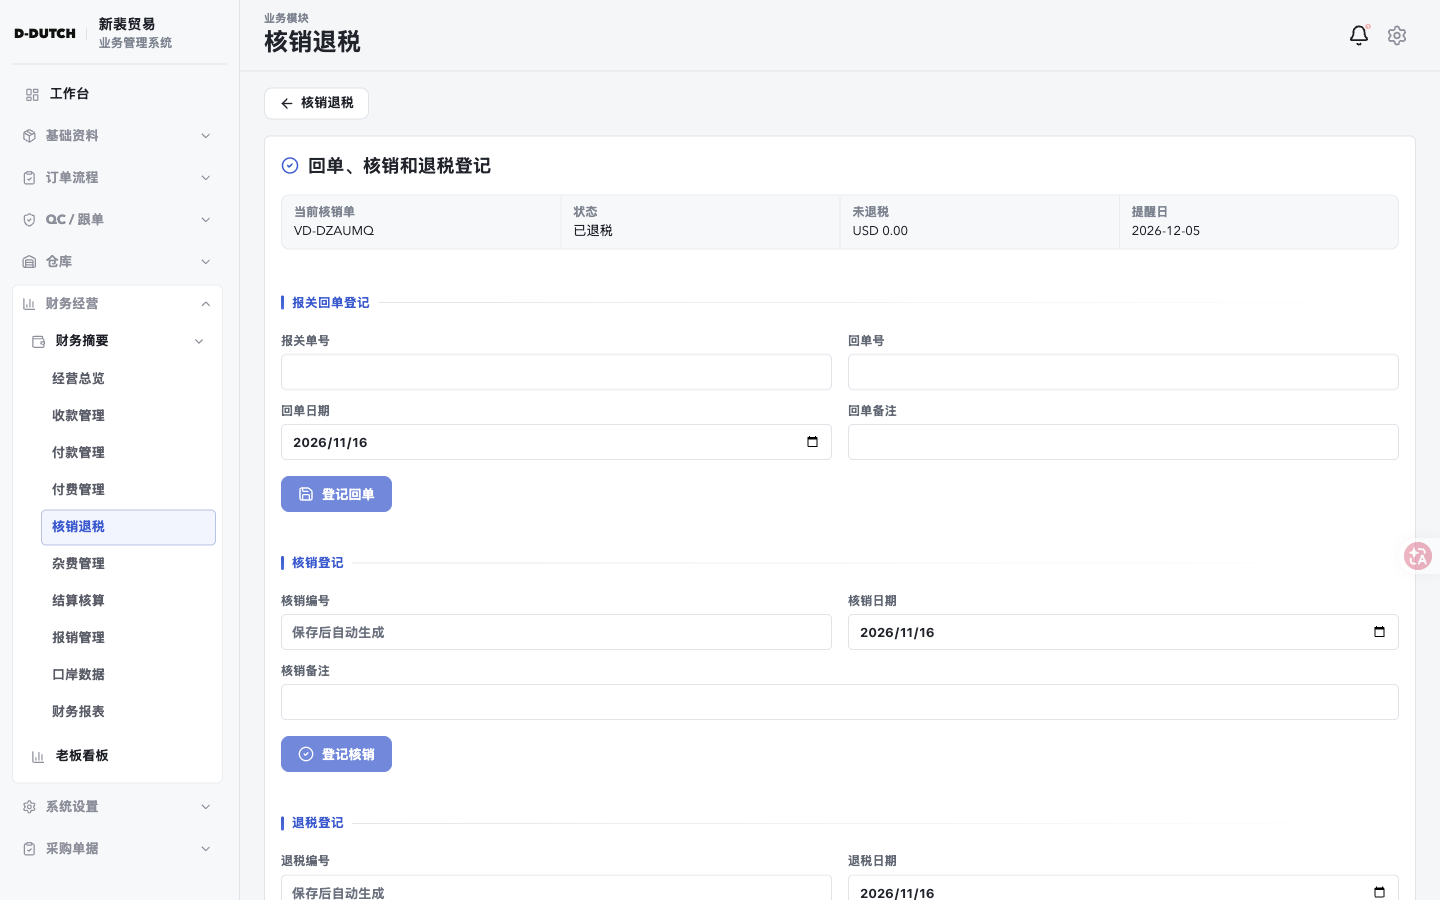 D-DUTCH
新裴贸易
业务管理系统
工作台
基础资料
订单流程
QC / 跟单
仓库
财务经营
财务摘要
经营总览
收款管理
付款管理
付费管理
核销退税
杂费管理
结算核算
报销管理
口岸数据
财务报表
老板看板
系统设置
采购单据
业务模块
核销退税
核销退税
回单、核销和退税登记
当前核销单
VD-DZAUMQ
状态
已退税
未退税
USD 0.00
提醒日
2026-12-05
报关回单登记
报关单号
回单号
回单日期
2026/11/16
回单备注
登记回单
核销登记
核销编号
保存后自动生成
核销日期
2026/11/16
核销备注
登记核销
退税登记
退税编号
保存后自动生成
退税日期
2026/11/16